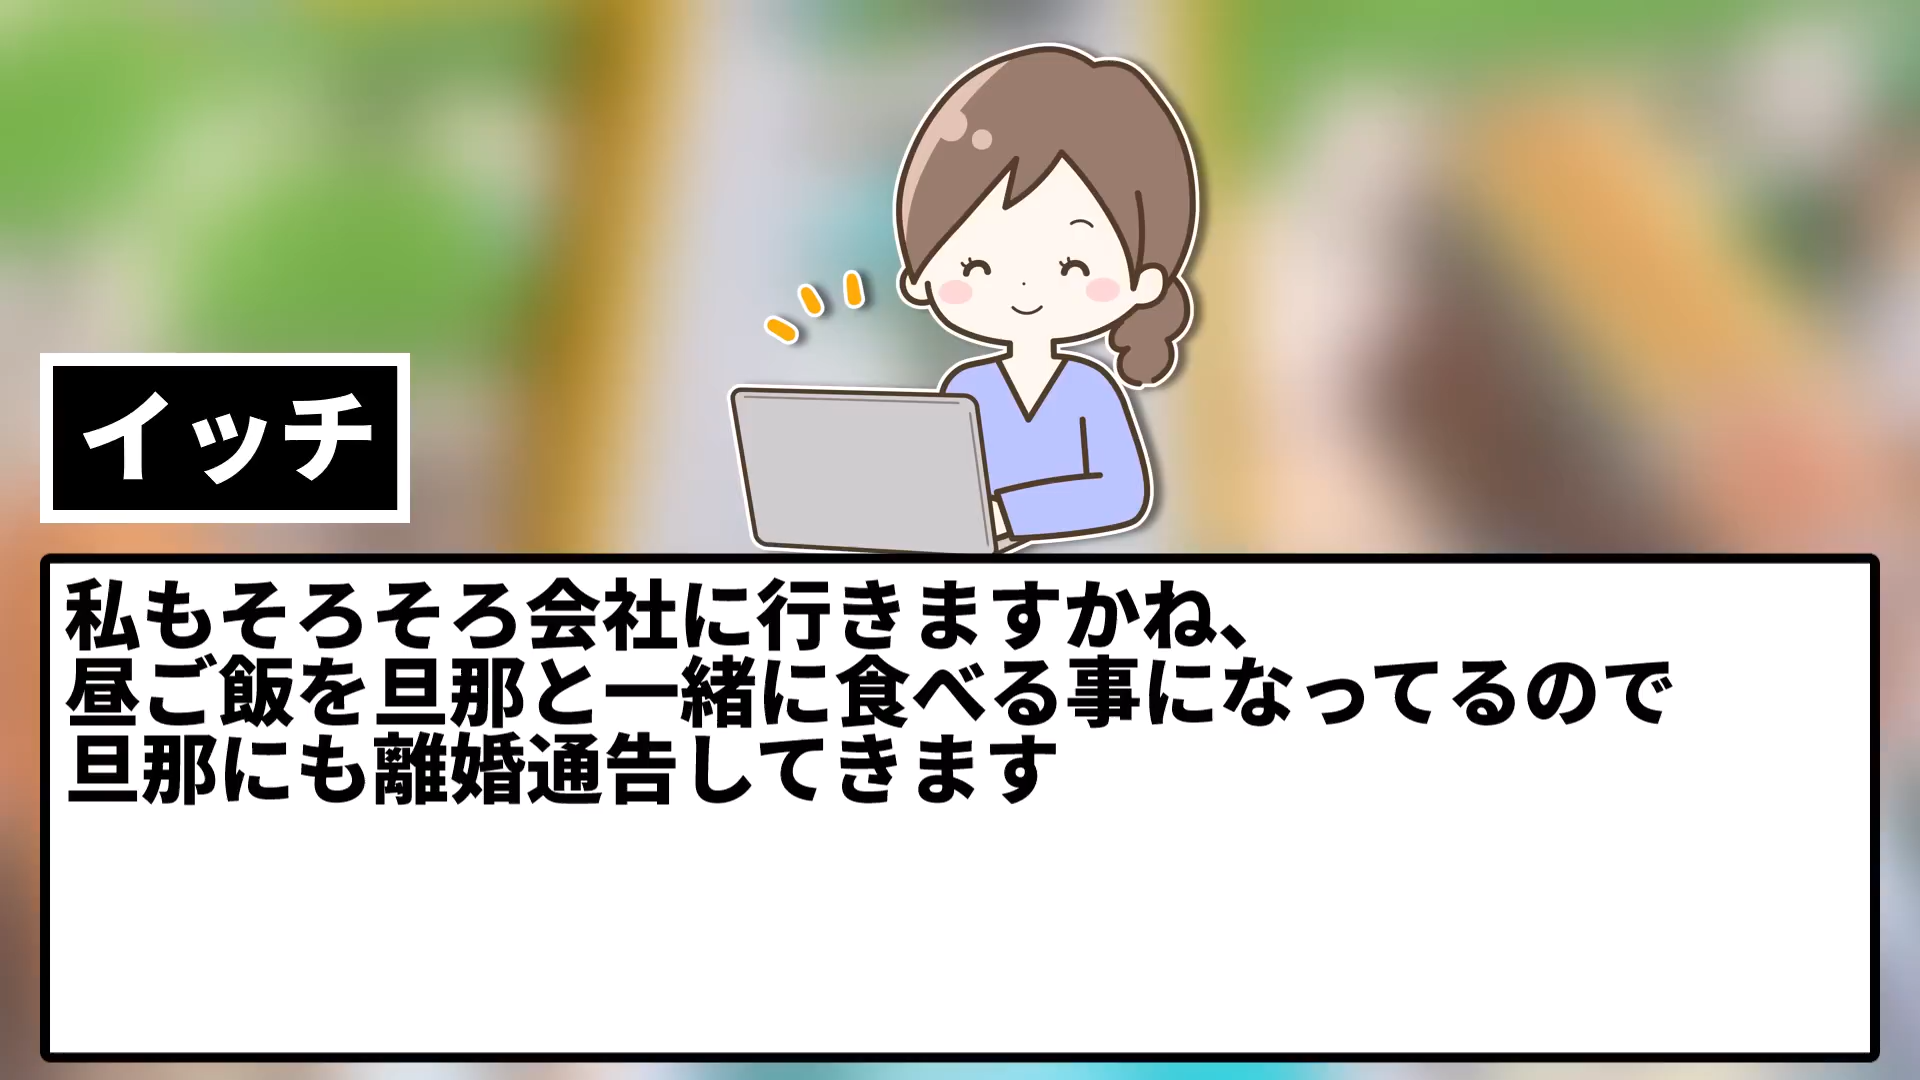 イッチ
私もそろそろ会社に行きますかね、
昼ご飯を旦那と一緒に食べる事になってるので
旦那にも離婚通告してきます